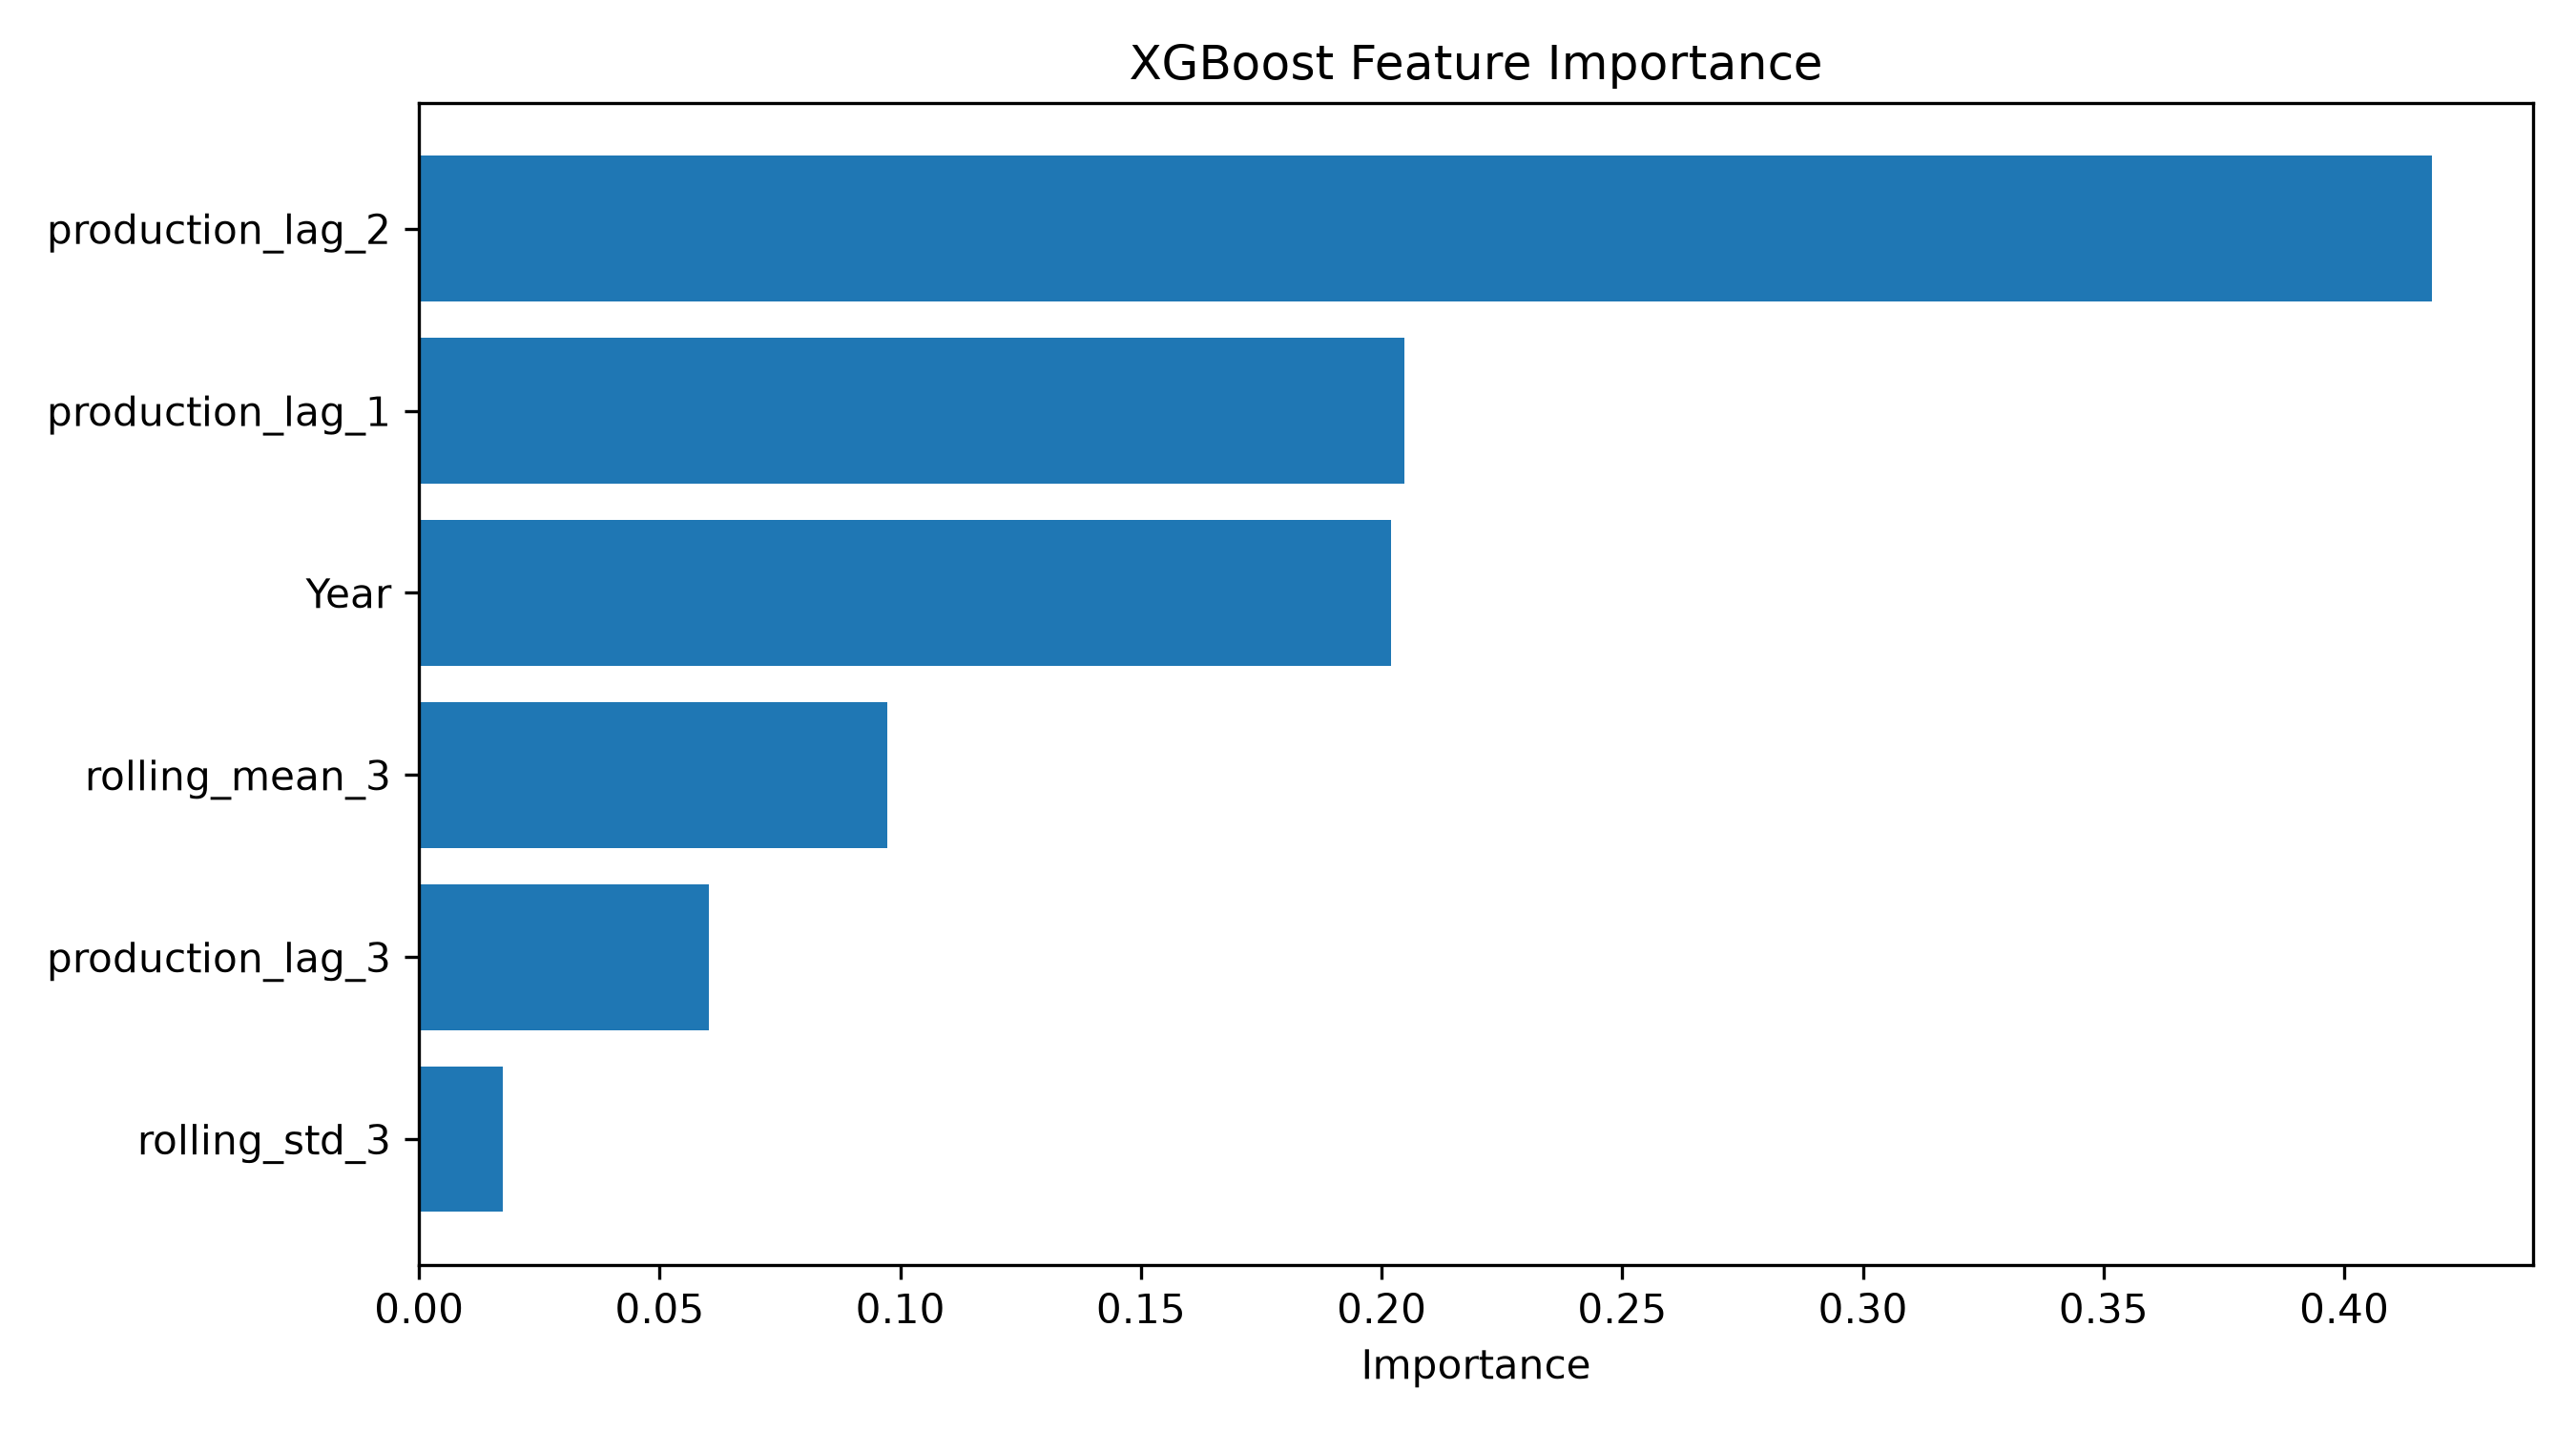 XGBoost Feature Importance
production_lag_2
production_lag_1
Year
rolling_mean_3
production_lag_3
rolling_std_3
0.00 0.05 0.10 0.15 0.20 0.25 0.30 0.35 0.40
Importance